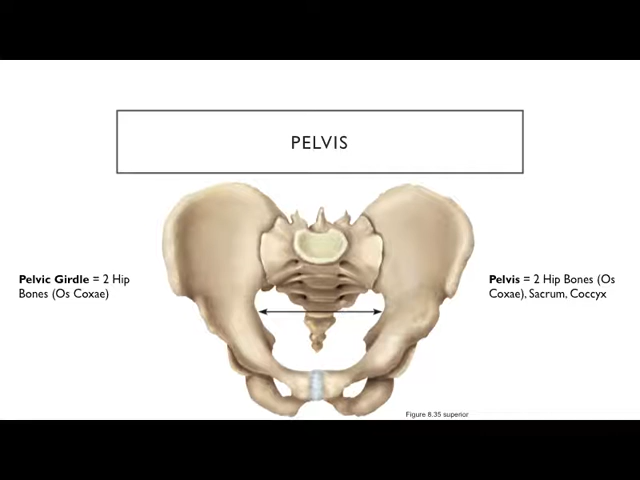 PELVIS
Pelvic Girdle = 2 Hip
Bones (Os Coxae)
Pelvis = 2 Hip Bones (Os
Coxae), Sacrum, Coccyx
Figure 8.35 superior